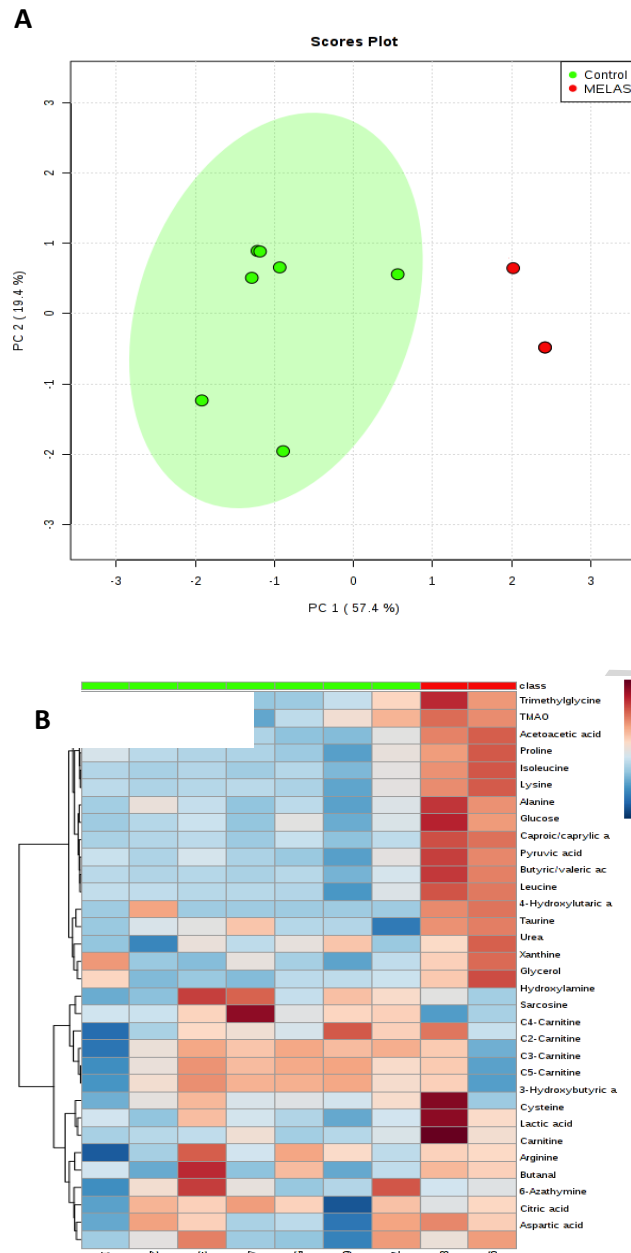 A
Scores Plot
Control
MELAS
PC 2 ( 19.4 %)
3
2
1
0
-1
-2
-3
-3
-2
-1
0
1
2
3
PC 1 ( 57.4 %)
B
class
Trimethylglycine
TMAO
Acetoacetic acid
Proline
Isoleucine
Lysine
Alanine
Glucose
Caproic/caprylic a
Pyruvic acid
Butyric/valeric ac
Leucine
4-Hydroxylutaric a
Taurine
Urea
Xanthine
Glycerol
Hydroxylamine
Sarcosine
C4-Carnitine
C2-Carnitine
C3-Carnitine
C5-Carnitine
3-Hydroxybutyric a
Cysteine
Lactic acid
Carnitine
Arginine
Butanal
6-Azathymine
Citric acid
Aspartic acid